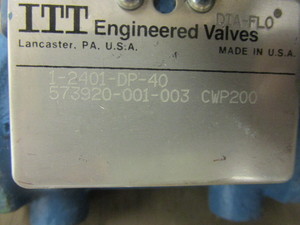 ITT Engineered Valves DIA-FLO®
Lancaster, PA. U.S.A. MADE IN U.S.A.
1-2401-DP-40
573920-001-003 CWP200